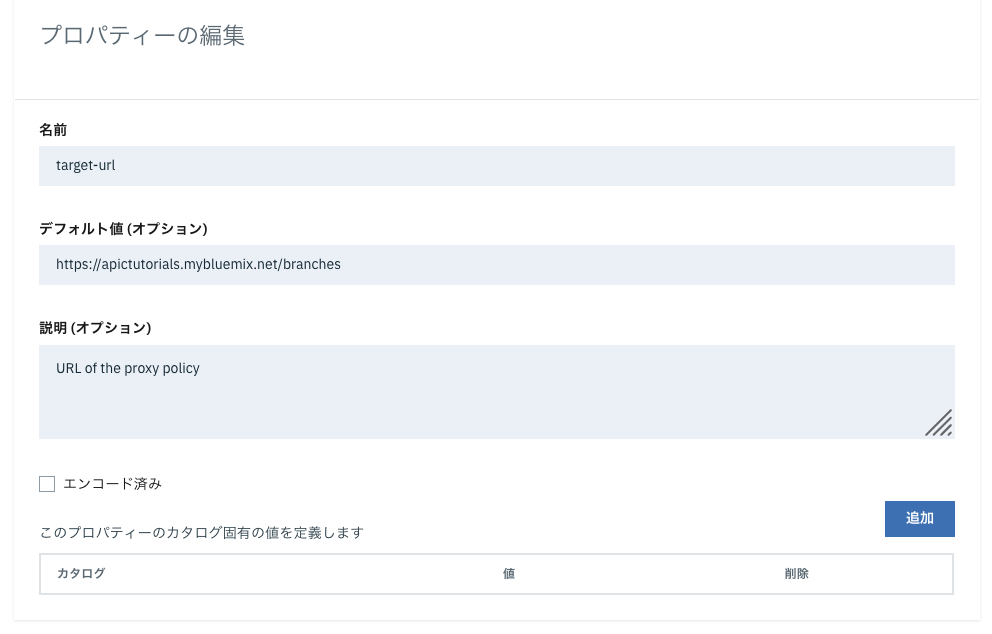 プロパティーの編集
名前
target-url
デフォルト値 (オプション)
https://apictutorials.mybluemix.net/branches
説明 (オプション)
URL of the proxy policy
エンコード済み
追加
このプロパティーのカタログ固有の値を定義します
カタログ 値 削除